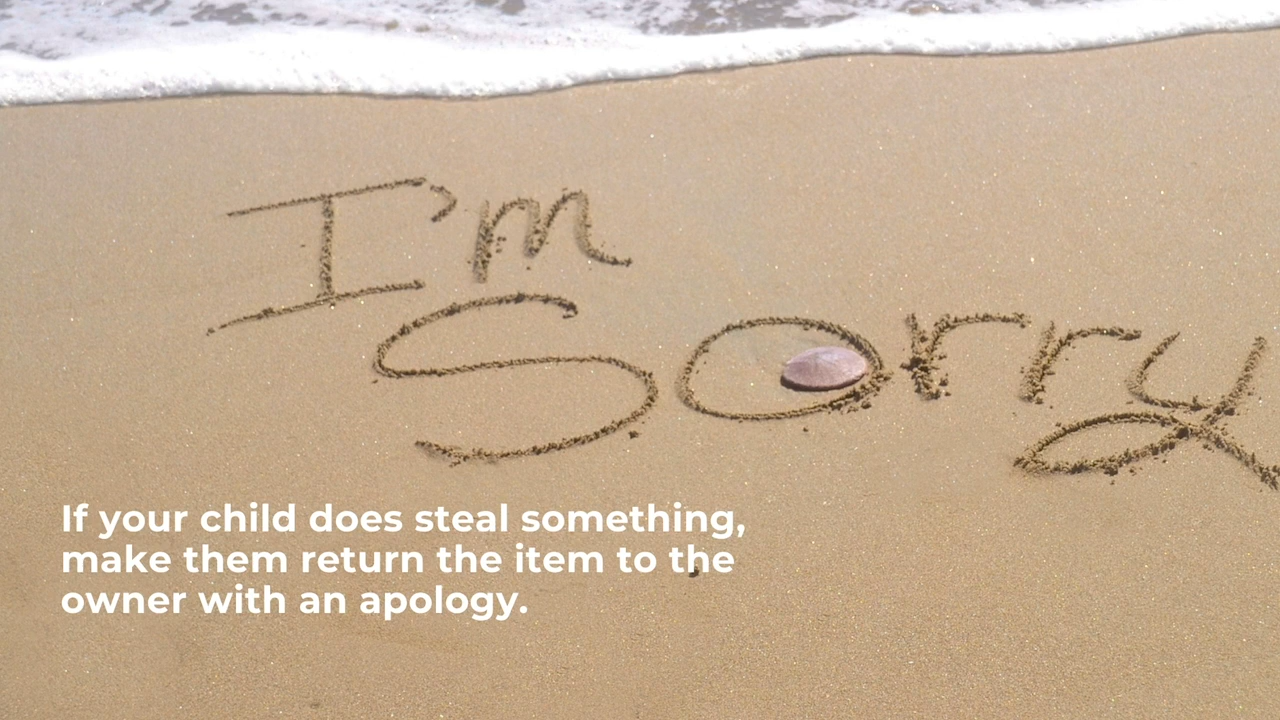 I'm
Sorry
If your child does steal something,
make them return the item to the
owner with an apology.